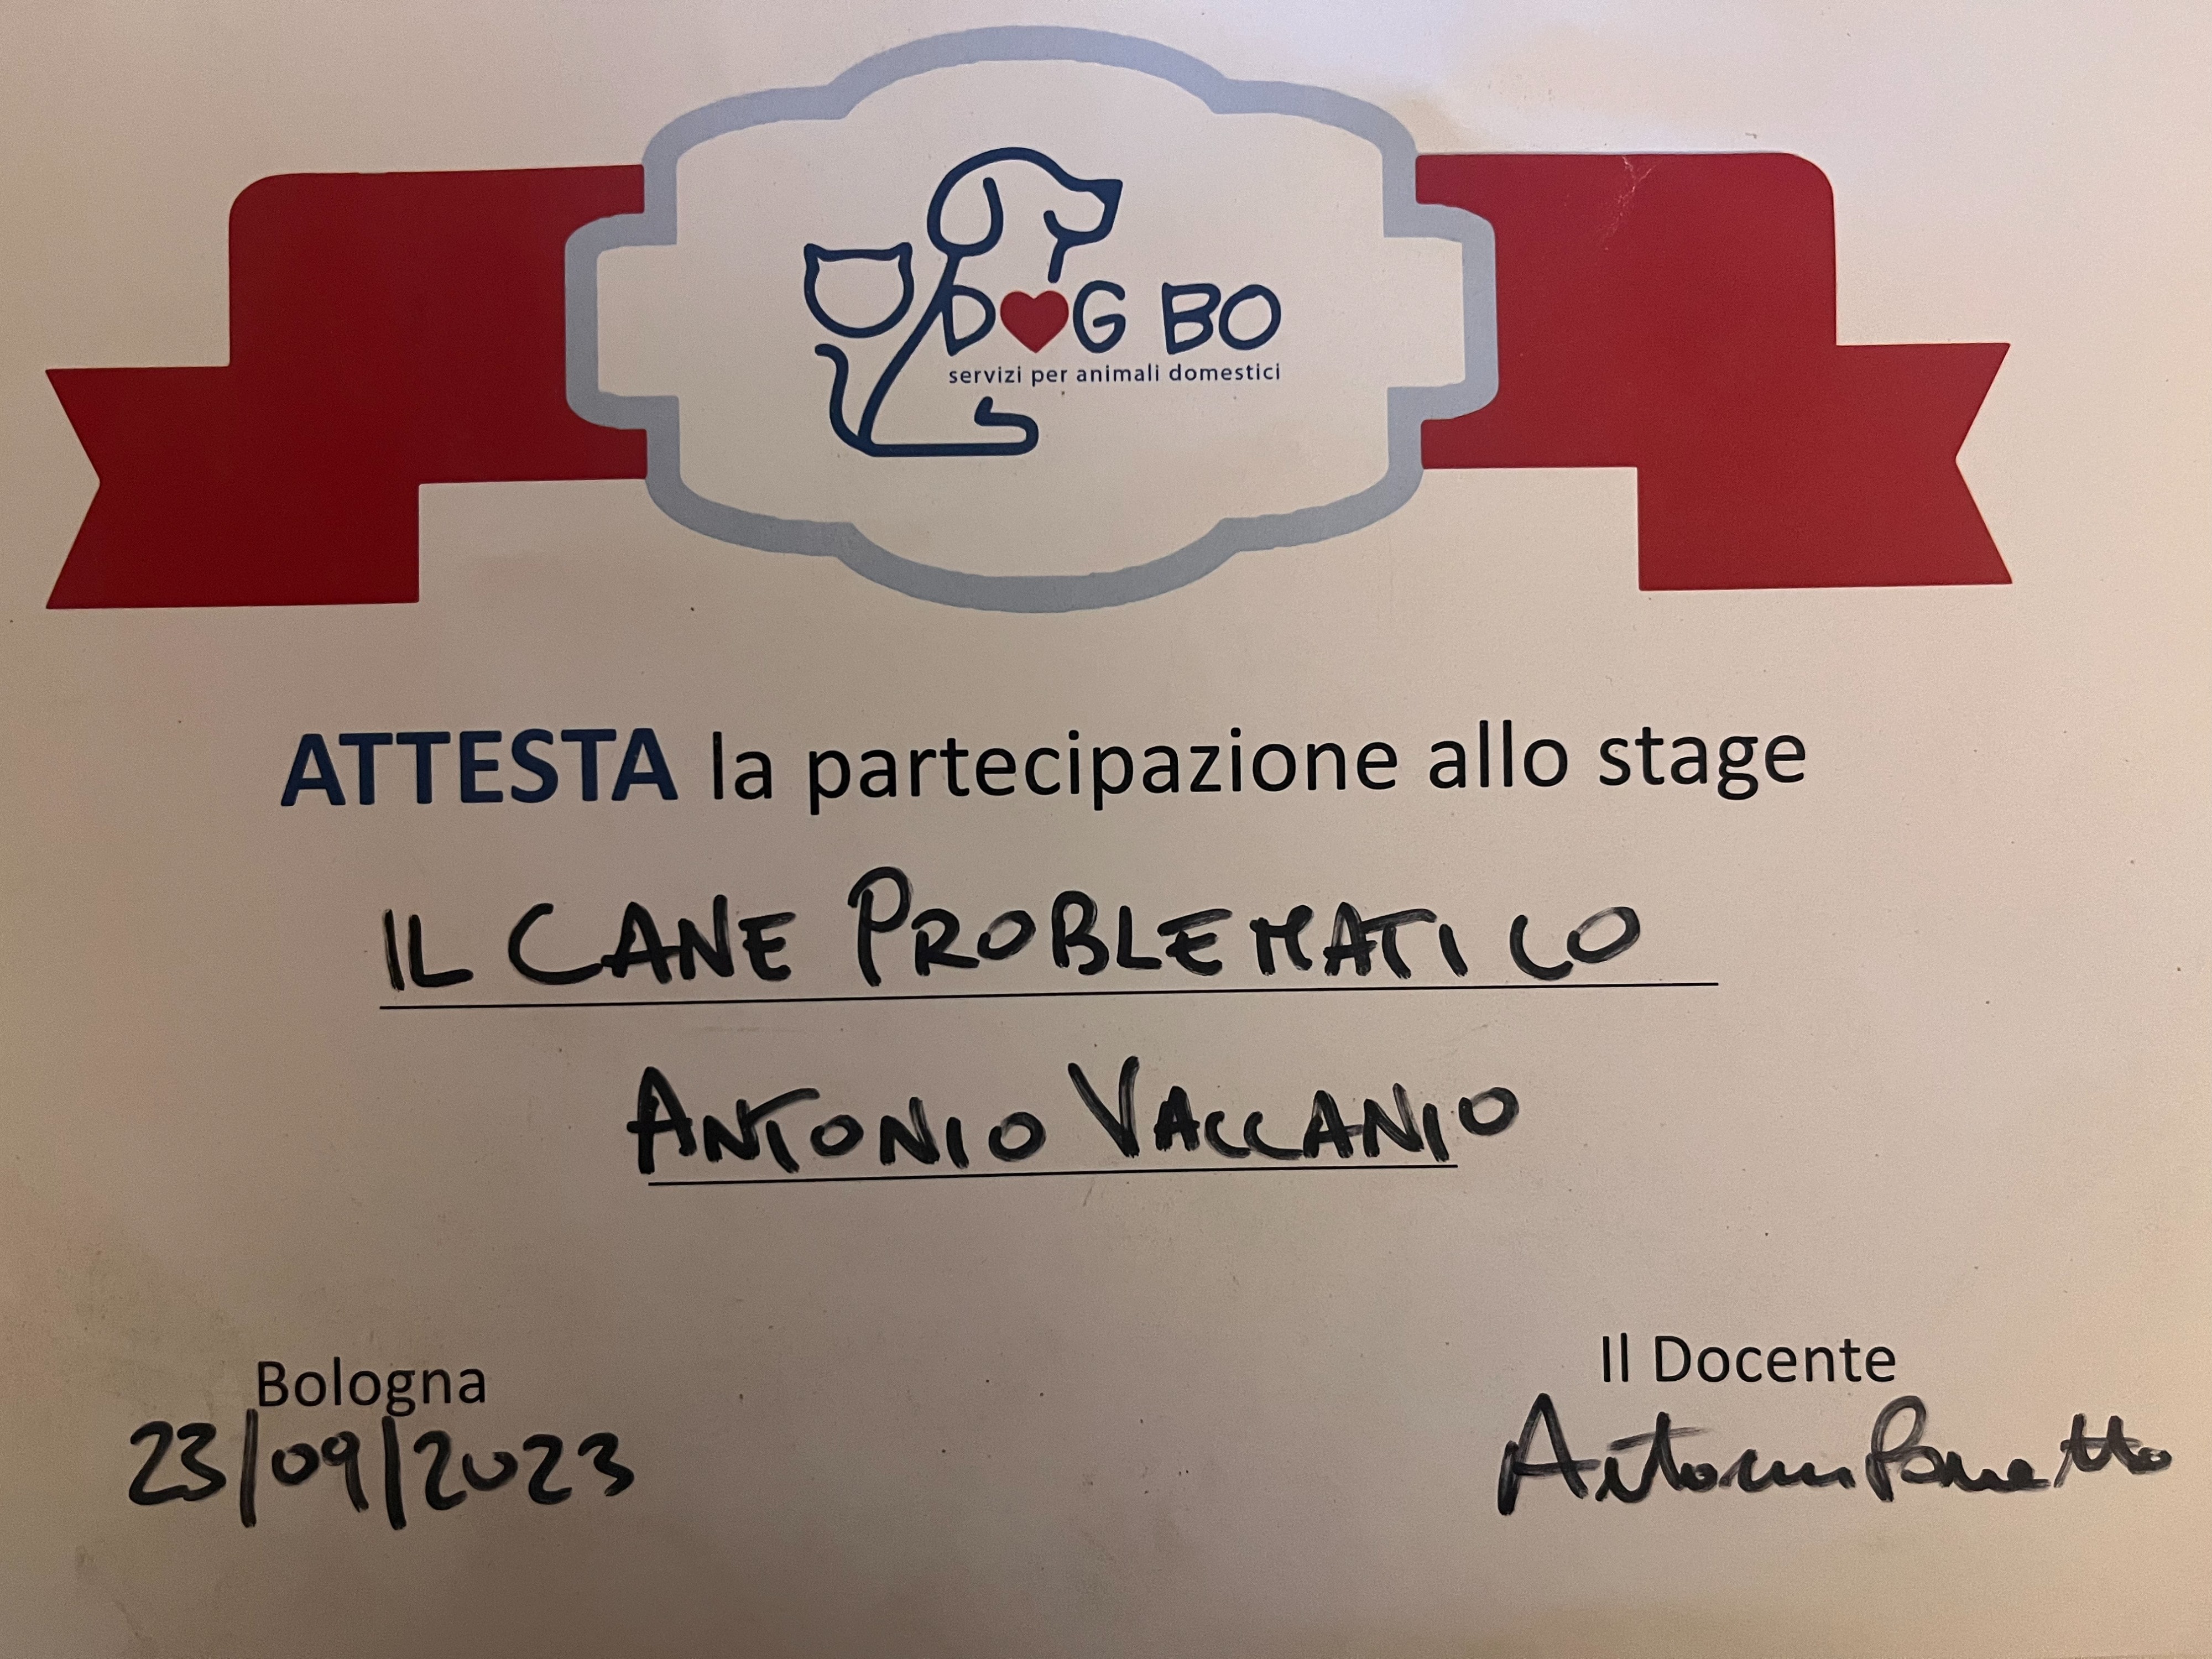 DOG BO
servizi per animali domestici
ATTESTA la partecipazione allo stage
IL CANE PROBLEMATICO
ANTONIO VACCANIO
Bologna
23/09/2023
Il Docente